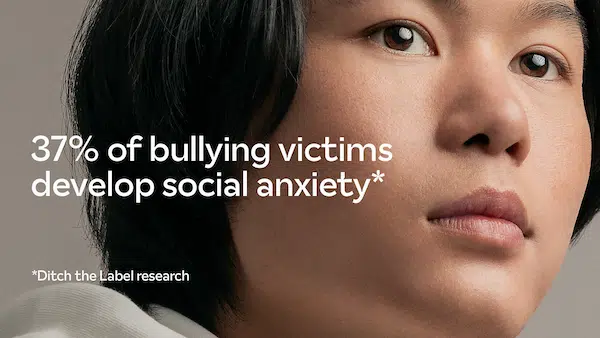 37% of bullying victims
develop social anxiety*
*Ditch the Label research